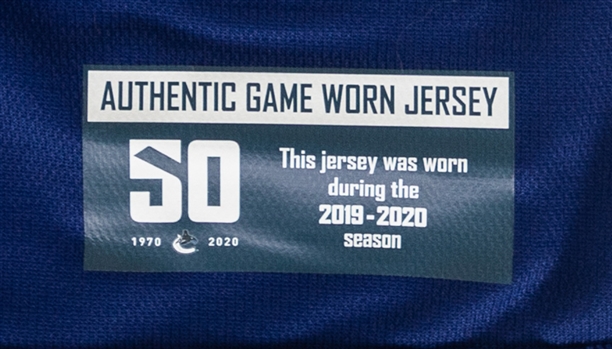 AUTHENTIC GAME WORN JERSEY
50
1970 2020
This jersey was worn
during the
2019-2020
season